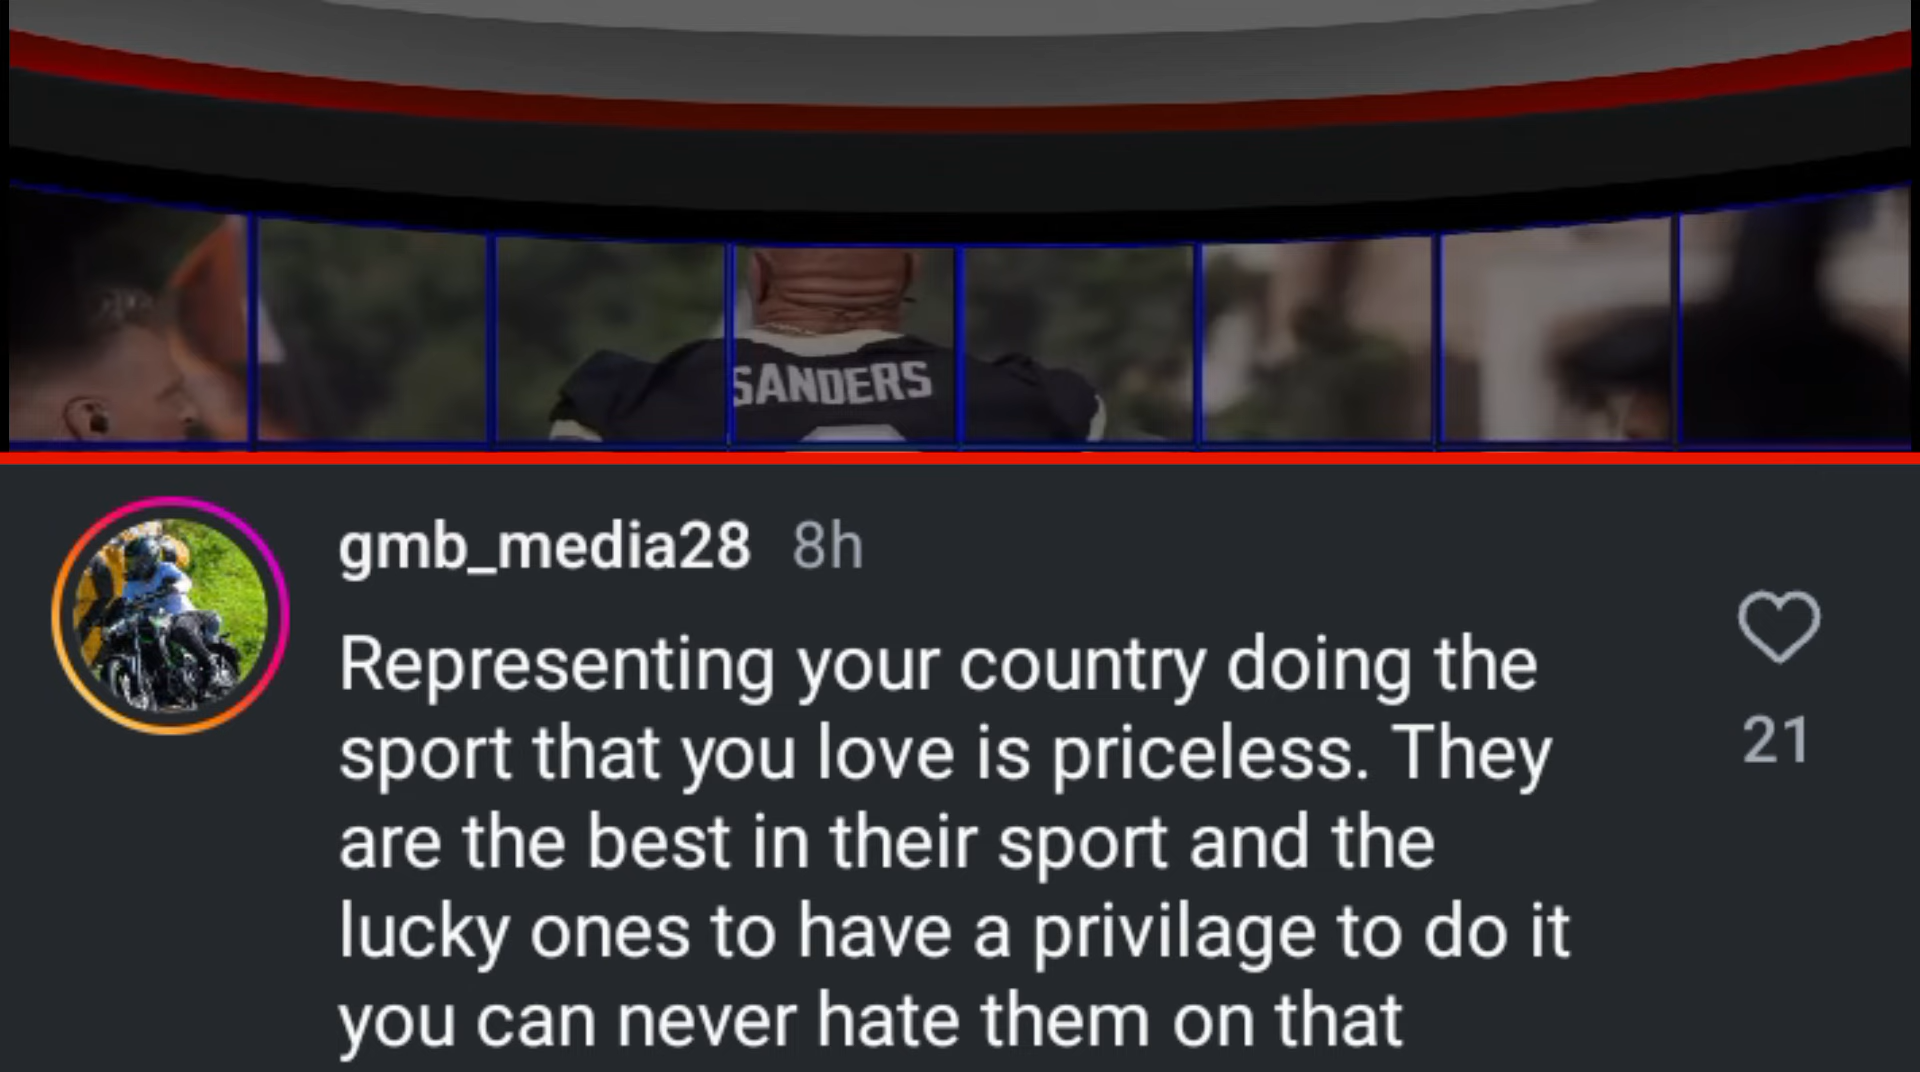 SANDERS
gmb_media28 8h
Representing your country doing the
sport that you love is priceless. They
are the best in their sport and the
lucky ones to have a privilage to do it
you can never hate them on that
21